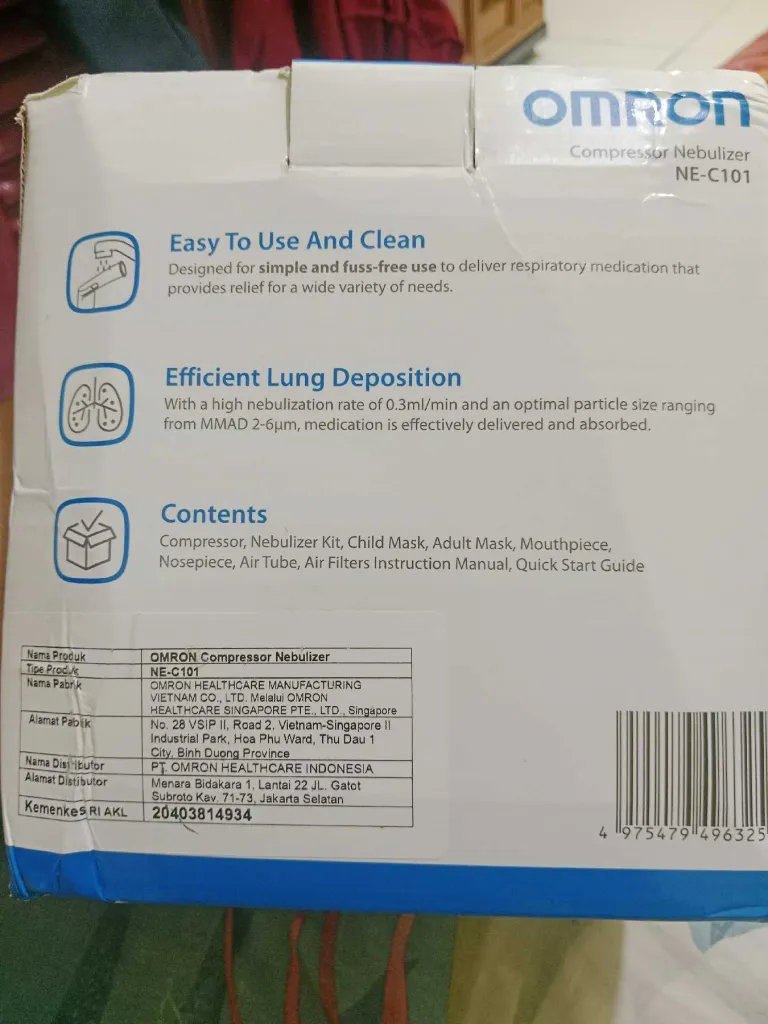 OMRON
Compressor Nebulizer
NE-C101
Easy To Use And Clean
Designed for simple and fuss-free use to deliver respiratory medication that
provides relief for a wide variety of needs.
Efficient Lung Deposition
With a high nebulization rate of 0.3ml/min and an optimal particle size ranging
from MMAD 2-6μm, medication is effectively delivered and absorbed.
Contents
Compressor, Nebulizer Kit, Child Mask, Adult Mask, Mouthpiece,
Nosepiece, Air Tube, Air Filters Instruction Manual, Quick Start Guide
Nama Produk OMRON Compressor Nebulizer
Tipe Produk NE-C101
Nama Pabrik OMRON HEALTHCARE MANUFACTURING
VIETNAM CO., LTD. Melalui OMRON
HEALTHCARE SINGAPORE PTE., LTD., Singapore
Alamat Pabrik No. 28 VSIP II, Road 2, Vietnam-Singapore II
Industrial Park, Hoa Phu Ward, Thu Dau 1
City, Binh Duong Province
Nama Distributor PT. OMRON HEALTHCARE INDONESIA
Alamat Distributor Menara Bidakara 1, Lantai 22 JL. Gatot
Subroto Kav. 71-73, Jakarta Selatan
Kemenkes RI AKL 20403814934
4 975479 496325